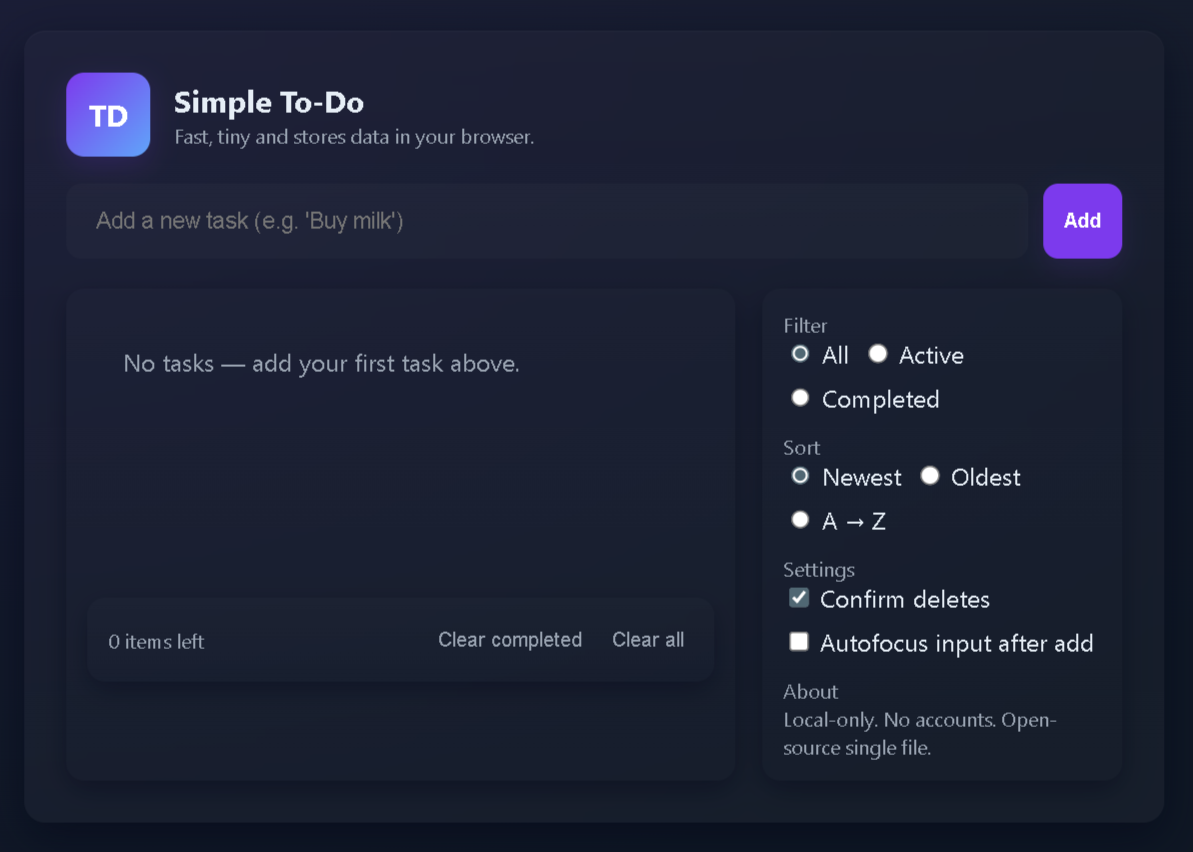 TD
Simple To-Do
Fast, tiny and stores data in your browser.
Add a new task (e.g. 'Buy milk')
Add
No tasks — add your first task above.
0 items left
Clear completed
Clear all
Filter
All
Active
Completed
Sort
Newest
Oldest
A → Z
Settings
Confirm deletes
Autofocus input after add
About
Local-only. No accounts. Open-
source single file.